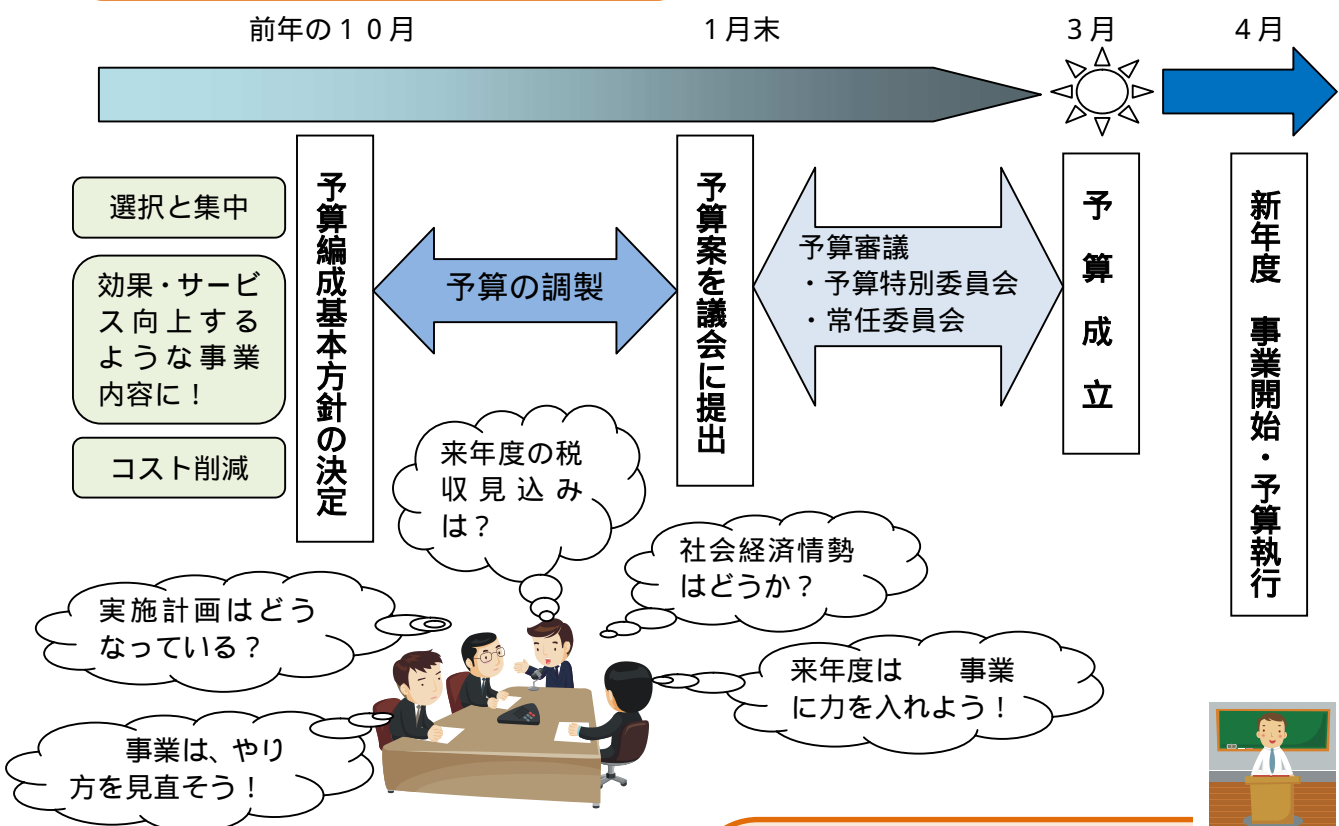 前年の１０月
１月末
３月
４月
選択と集中
効果・サービ
ス向上する
ような事業
内容に！
コスト削減
予算編成基本方針の決定
予算の調製
予算案を議会に提出
予算審議
・予算特別委員会
・常任委員会
予算成立
新年度　事業開始・予算執行
来年度の税
収見込み
は？
社会経済情勢
はどうか？
実施計画はどう
なっている？
来年度は　　事業
に力を入れよう！
事業は、やり
方を見直そう！